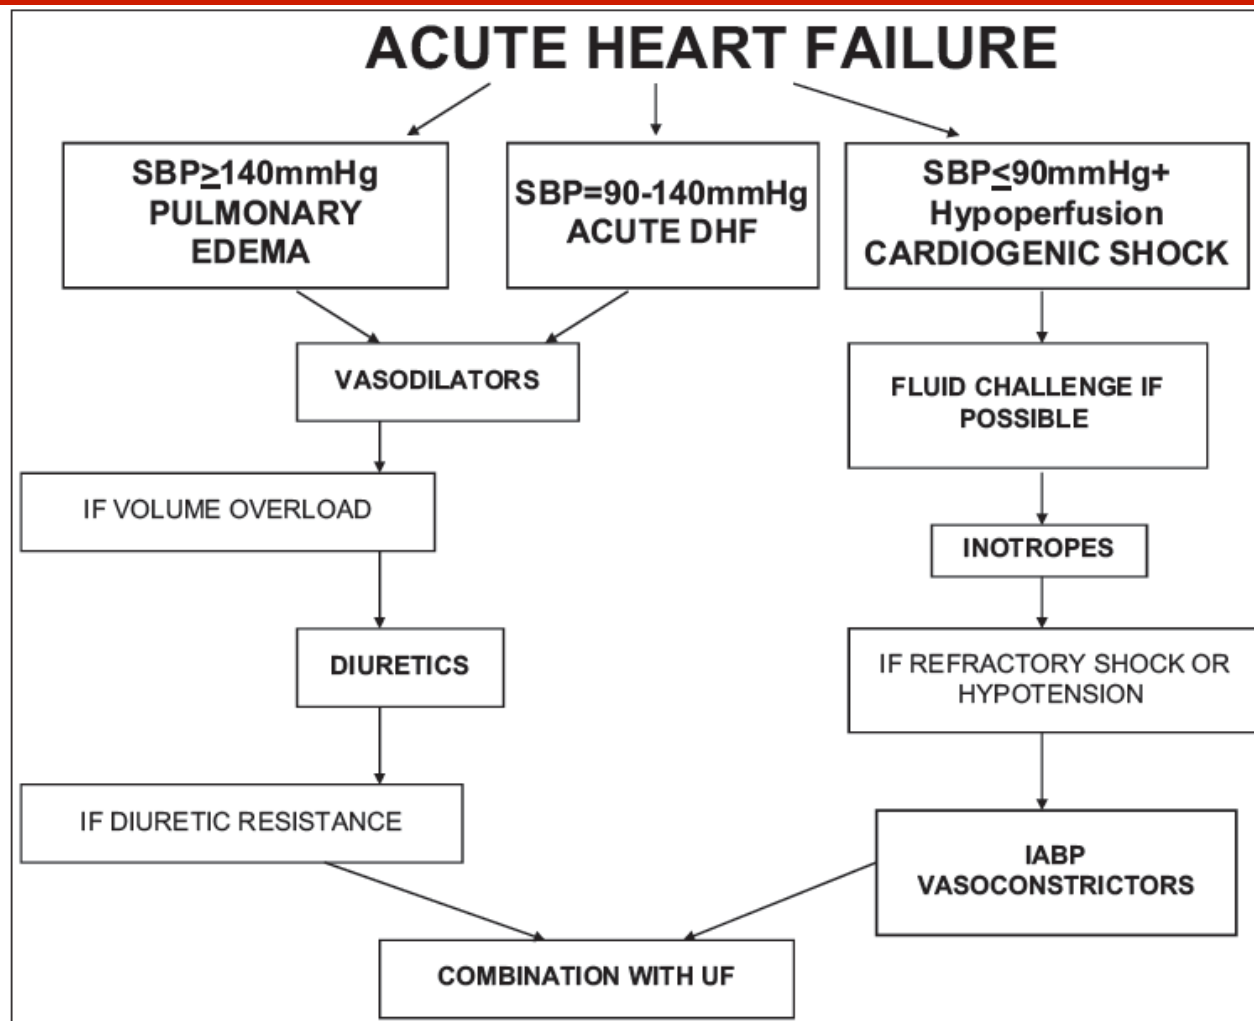 ACUTE HEART FAILURE
SBP≥140mmHg
PULMONARY
EDEMA
SBP=90-140mmHg
ACUTE DHF
SBP≤90mmHg+
Hypoperfusion
CARDIOGENIC SHOCK
VASODILATORS
FLUID CHALLENGE IF
POSSIBLE
IF VOLUME OVERLOAD
INOTROPES
DIURETICS
IF REFRACTORY SHOCK OR
HYPOTENSION
IF DIURETIC RESISTANCE
IABP
VASOCONSTRICTORS
COMBINATION WITH UF